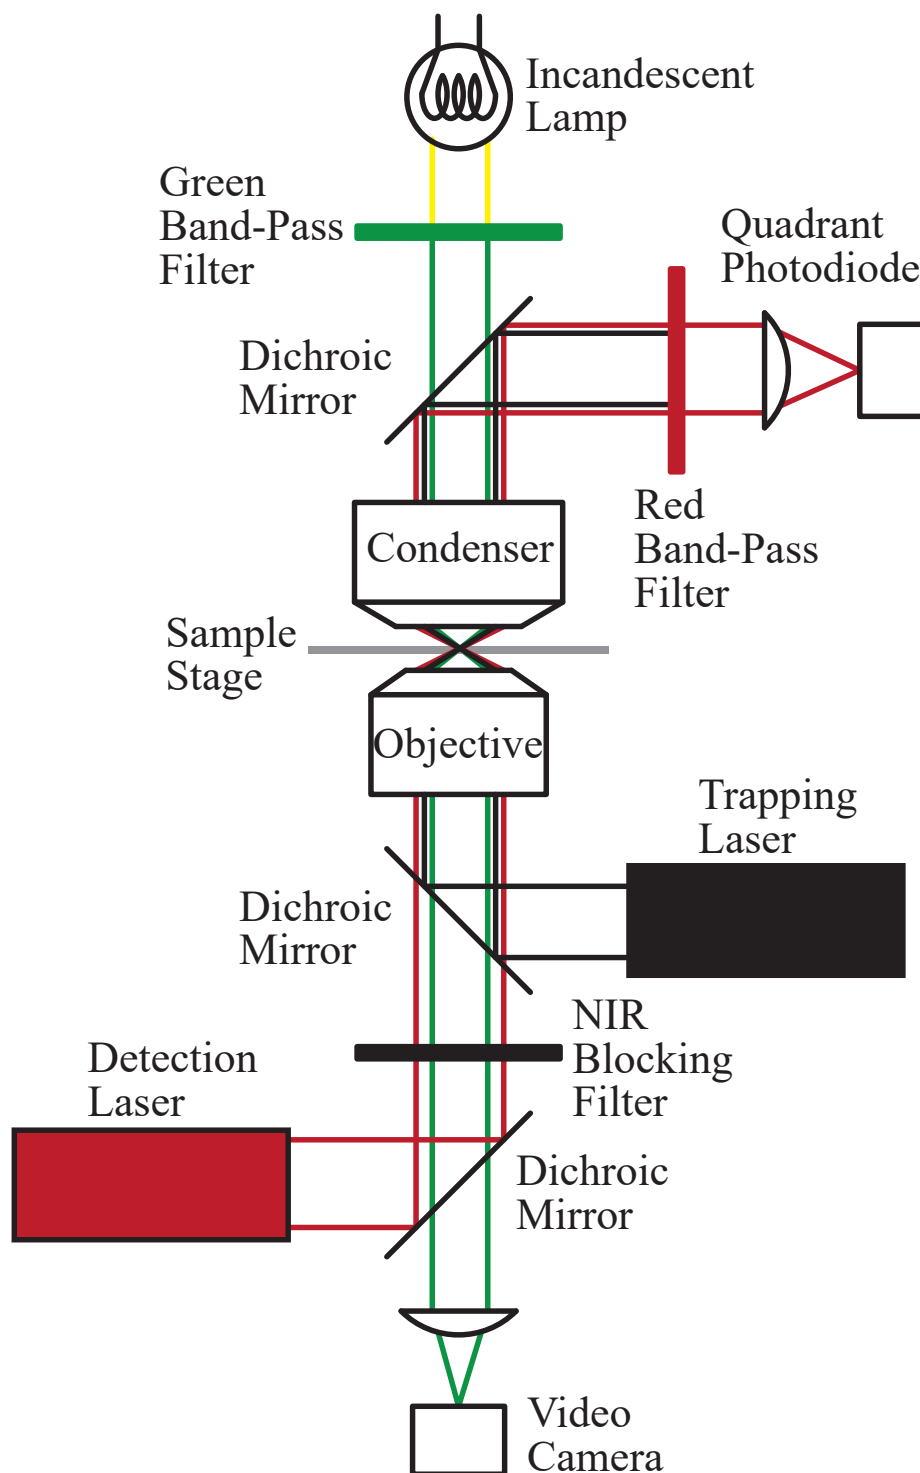 Incandescent
Lamp
Green
Band-Pass
Filter
Quadrant
Photodiode
Dichroic
Mirror
Red
Band-Pass
Filter
Condenser
Sample
Stage
Objective
Trapping
Laser
Dichroic
Mirror
NIR
Blocking
Filter
Detection
Laser
Dichroic
Mirror
Video
Camera